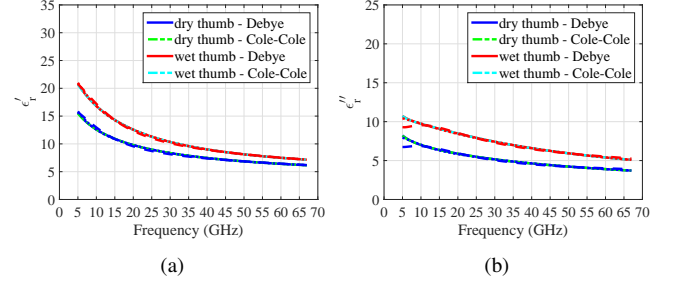 35
30
25
20
15
10
5
0
ϵ′r
0 5 10 15 20 25 30 35 40 45 50 55 60 65 70
Frequency (GHz)
dry thumb - Debye
dry thumb - Cole-Cole
wet thumb - Debye
wet thumb - Cole-Cole
(a)
25
20
15
10
5
0
ϵ′′r
0 5 10 15 20 25 30 35 40 45 50 55 60 65 70
Frequency (GHz)
dry thumb - Debye
dry thumb - Cole-Cole
wet thumb - Debye
wet thumb - Cole-Cole
(b)